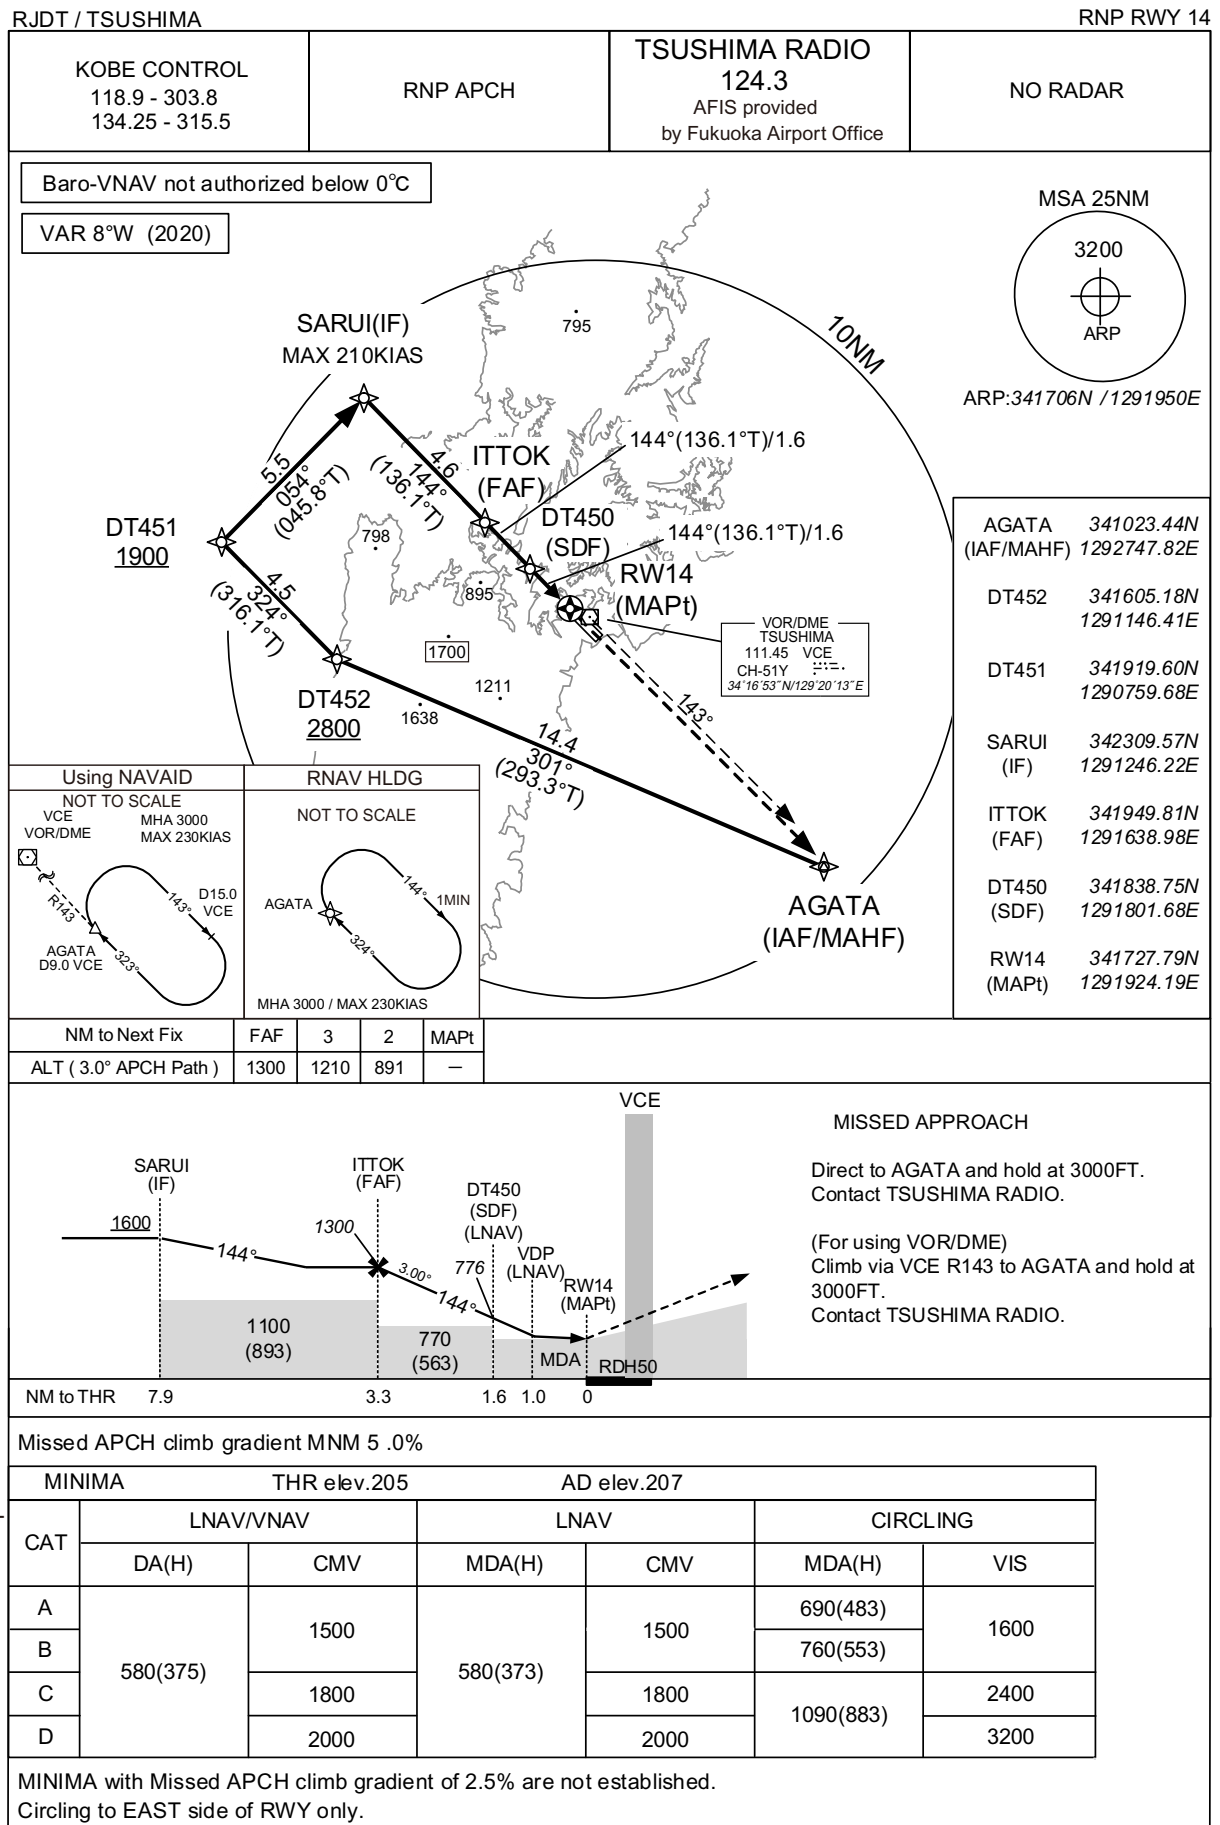 RJDT / TSUSHIMA
RNP RWY 14
KOBE CONTROL
118.9 - 303.8
134.25 - 315.5
RNP APCH
TSUSHIMA RADIO
124.3
AFIS provided
by Fukuoka Airport Office
NO RADAR
Baro-VNAV not authorized below 0°C
VAR 8°W (2020)
MSA 25NM
3200
ARP
ARP:341706N /1291950E
10NM
795
SARUI(IF)
MAX 210KIAS
5.5
054°
(045.8°T)
4.6
144°
(136.1°T)
ITTOK
(FAF)
144°(136.1°T)/1.6
DT450
(SDF)
144°(136.1°T)/1.6
RW14
(MAPt)
DT451
1900
798
895
4.5
324°
(316.1°T)
1700
1211
1638
DT452
2800
VOR/DME
TSUSHIMA
111.45 VCE
CH-51Y
34°16′53″N/129°20′13″E
143°
14.4
301°
(293.3°T)
AGATA
(IAF/MAHF)
AGATA 341023.44N
(IAF/MAHF) 1292747.82E
DT452 341605.18N
1291146.41E
DT451 341919.60N
1290759.68E
SARUI 342309.57N
(IF) 1291246.22E
ITTOK 341949.81N
(FAF) 1291638.98E
DT450 341838.75N
(SDF) 1291801.68E
RW14 341727.79N
(MAPt) 1291924.19E
Using NAVAID
NOT TO SCALE
VCE
VOR/DME
MHA 3000
MAX 230KIAS
R143
143°
D15.0
VCE
AGATA
D9.0 VCE
323°
RNAV HLDG
NOT TO SCALE
AGATA
144°
1MIN
324°
MHA 3000 / MAX 230KIAS
NM to Next Fix FAF 3 2 MAPt
ALT ( 3.0° APCH Path ) 1300 1210 891 –
VCE
SARUI
(IF)
1600
144°
ITTOK
(FAF)
1300
3.00°
144°
DT450
(SDF)
(LNAV)
776
VDP
(LNAV)
RW14
(MAPt)
1100
(893)
770
(563)
MDA
RDH50
NM to THR 7.9 3.3 1.6 1.0 0
MISSED APPROACH
Direct to AGATA and hold at 3000FT.
Contact TSUSHIMA RADIO.
(For using VOR/DME)
Climb via VCE R143 to AGATA and hold at
3000FT.
Contact TSUSHIMA RADIO.
Missed APCH climb gradient MNM 5 .0%
MINIMA THR elev.205 AD elev.207
CAT LNAV/VNAV LNAV CIRCLING
DA(H) CMV MDA(H) CMV MDA(H) VIS
A 580(375) 1500 580(373) 1500 690(483) 1600
B 760(553)
C 1800 1800 1090(883) 2400
D 2000 2000 3200
MINIMA with Missed APCH climb gradient of 2.5% are not established.
Circling to EAST side of RWY only.